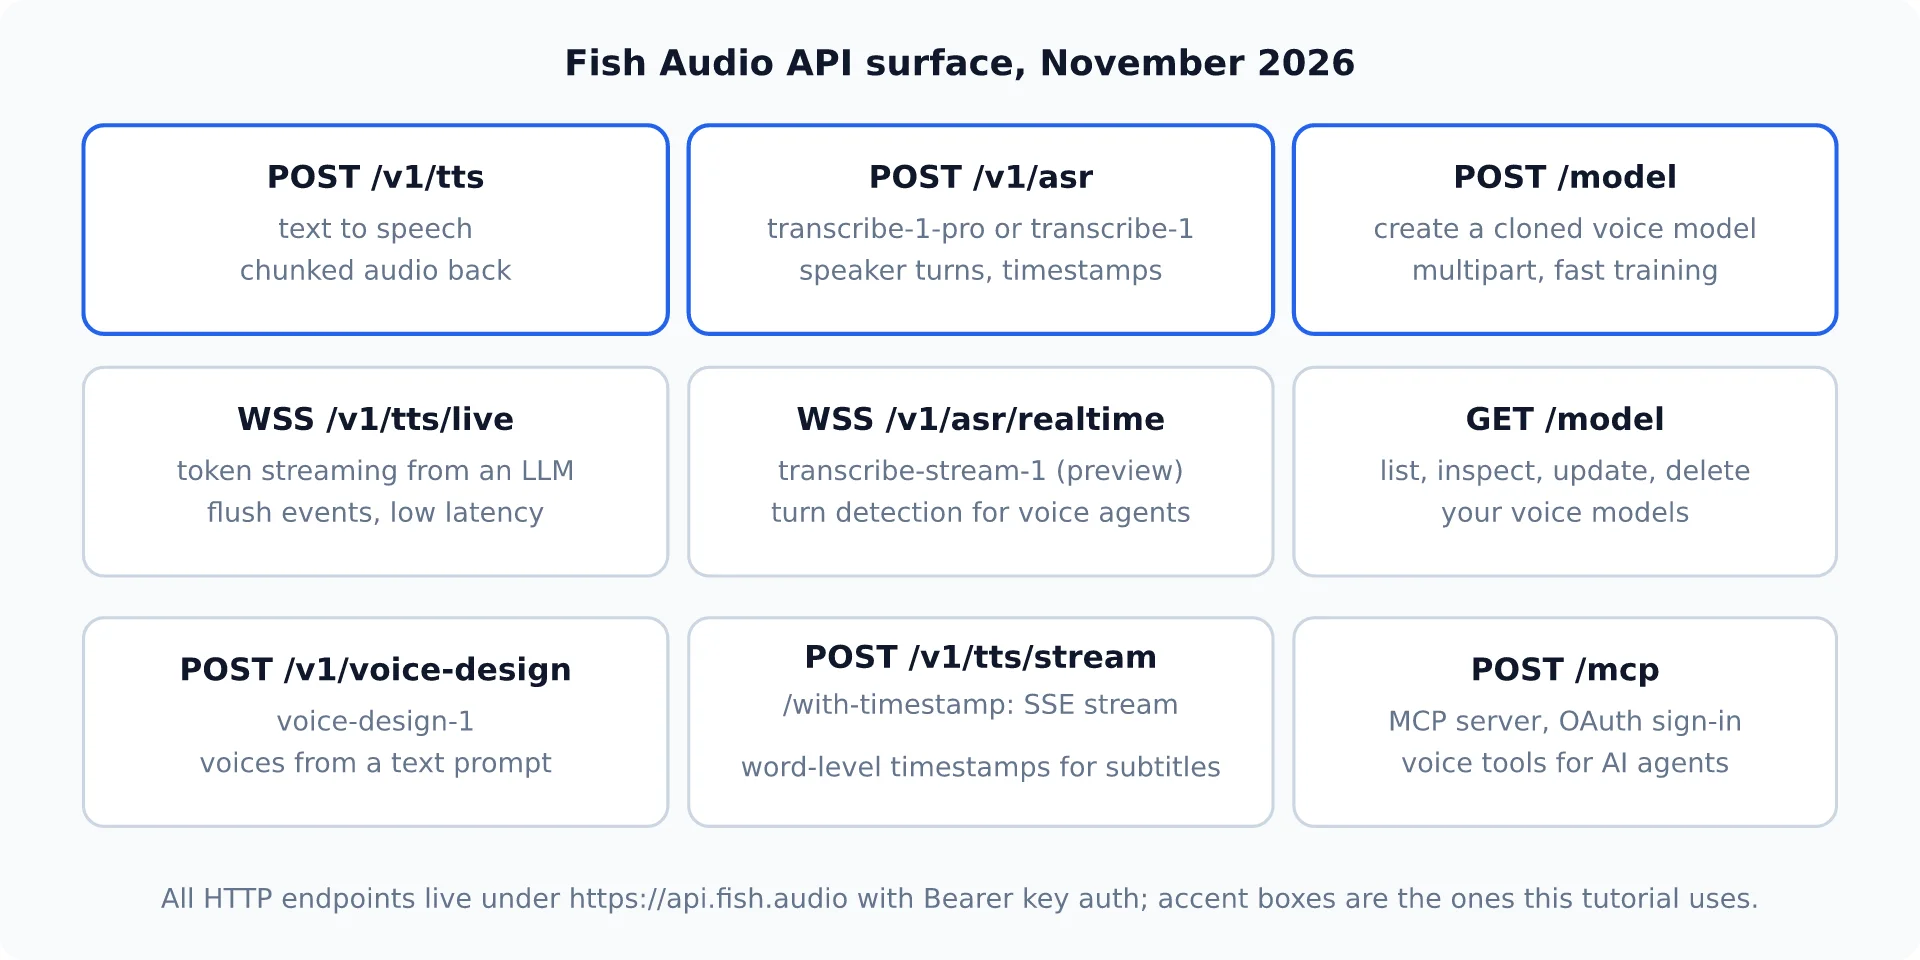 Fish Audio API surface, November 2026
POST /v1/tts
text to speech
chunked audio back
POST /v1/asr
transcribe-1-pro or transcribe-1
speaker turns, timestamps
POST /model
create a cloned voice model
multipart, fast training
WSS /v1/tts/live
token streaming from an LLM
flush events, low latency
WSS /v1/asr/realtime
transcribe-stream-1 (preview)
turn detection for voice agents
GET /model
list, inspect, update, delete
your voice models
POST /v1/voice-design
voice-design-1
voices from a text prompt
POST /v1/tts/stream
/with-timestamp: SSE stream
word-level timestamps for subtitles
POST /mcp
MCP server, OAuth sign-in
voice tools for AI agents
All HTTP endpoints live under https://api.fish.audio with Bearer key auth; accent boxes are the ones this tutorial uses.